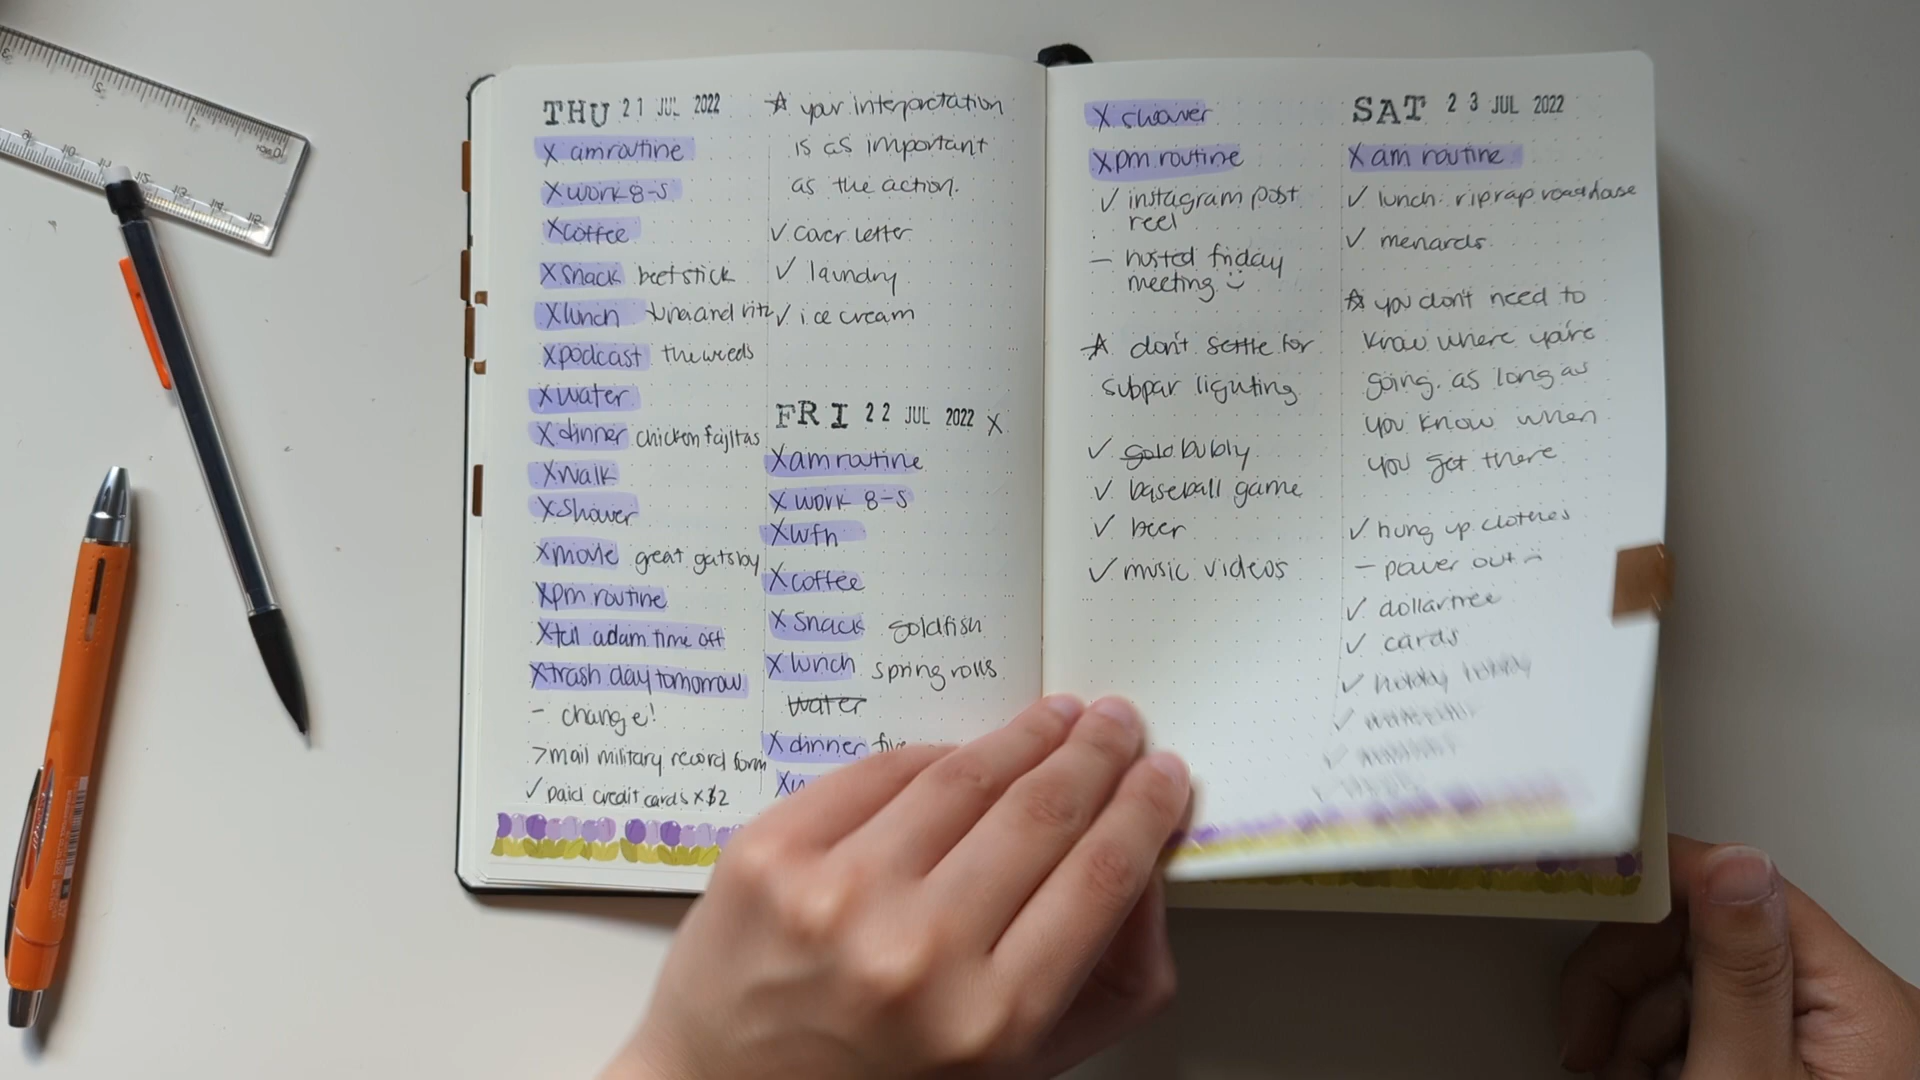 THU 21 JUL 2022
X am routine
X work 8-5
X coffee
X snack beef stick
X lunch tuna and ritz
X podcast the weeds
X water
X dinner chicken fajitas
X walk
X shower
X movie great gatsby
X pm routine
X tell adam time off
X trash day tomorrow
- change!
> mail military record form
✓ paid credit cards x $2
☆ your interpretation
is as important
as the action.
✓ cover letter
✓ laundry
✓ ice cream
FRI 22 JUL 2022 X
X am routine
X work 8-5
X wfh
X coffee
X snack goldfish
X lunch spring rolls
water
X dinner
X shower
X pm routine
✓ instagram post
reel
- hosted friday
meeting :)
☆ don't settle for
subpar lighting
✓ bubly
✓ baseball game
✓ beer
✓ music videos
SAT 23 JUL 2022
X am routine
✓ lunch: riprap roadhouse
✓ menards
☆ you don't need to
know where you're
going. as long as
you know when
you get there
✓ hung up clothes
- power out
✓ dollartree
✓ cards
✓ hobby lobby